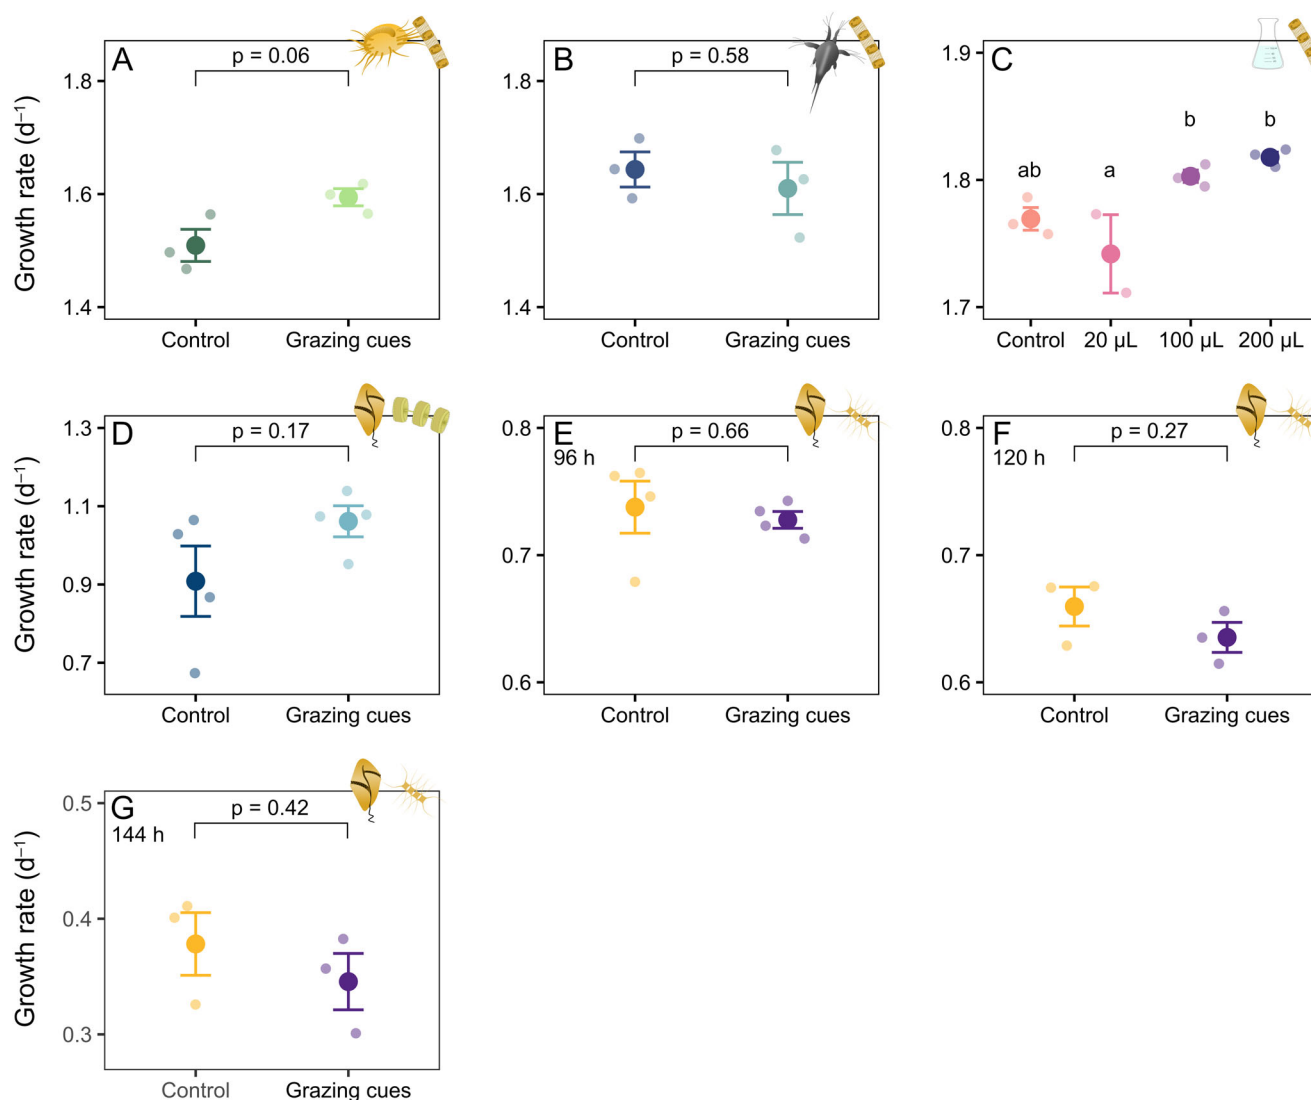 A
p = 0.06
Growth rate (d⁻¹)
1.8
1.6
1.4
Control
Grazing cues
B
p = 0.58
1.8
1.6
1.4
Control
Grazing cues
C
1.9
1.8
1.7
ab
a
b
b
Control
20 µL
100 µL
200 µL
D
p = 0.17
Growth rate (d⁻¹)
1.3
1.1
0.9
0.7
Control
Grazing cues
E
96 h
p = 0.66
0.8
0.7
0.6
Control
Grazing cues
F
120 h
p = 0.27
0.8
0.7
0.6
Control
Grazing cues
G
144 h
p = 0.42
Growth rate (d⁻¹)
0.5
0.4
0.3
Control
Grazing cues